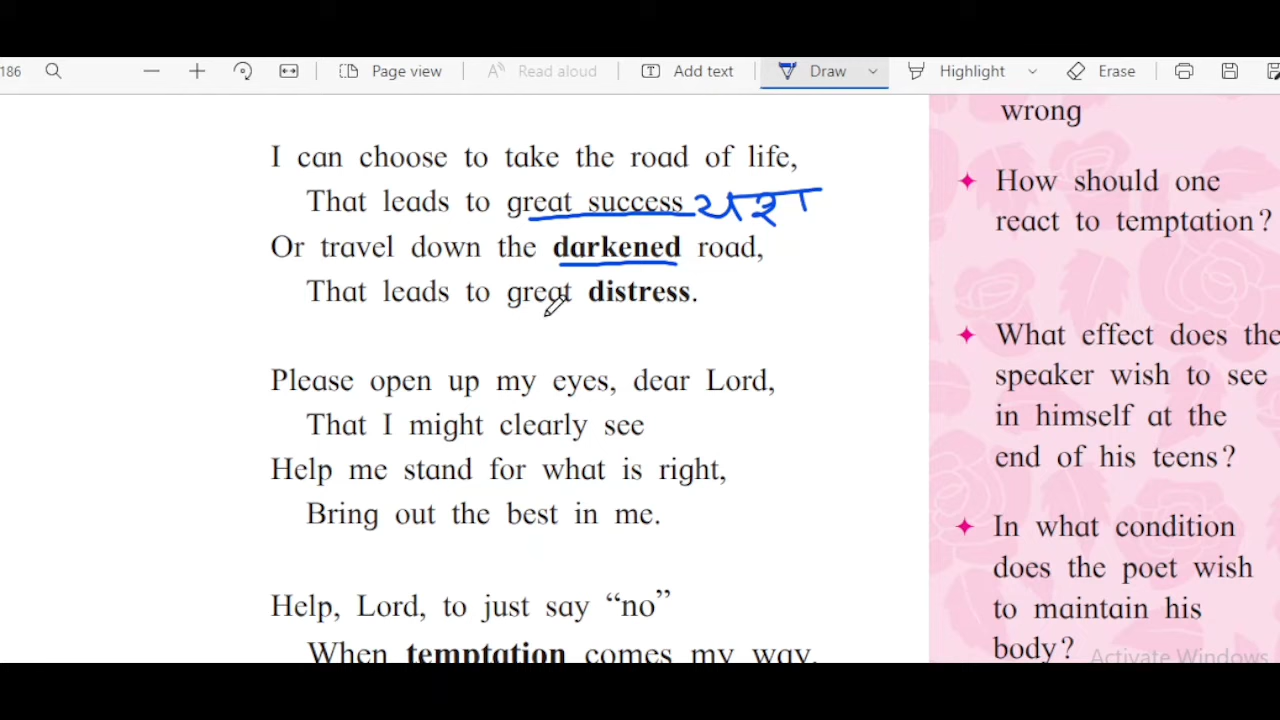 186
Page view
Read aloud
Add text
Draw
Highlight
Erase
I can choose to take the road of life,
That leads to great success यश
Or travel down the darkened road,
That leads to great distress.
Please open up my eyes, dear Lord,
That I might clearly see
Help me stand for what is right,
Bring out the best in me.
Help, Lord, to just say “no”
When temptation comes my way,
wrong
How should one
react to temptation?
What effect does the
speaker wish to see
in himself at the
end of his teens?
In what condition
does the poet wish
to maintain his
body?
Activate Windows